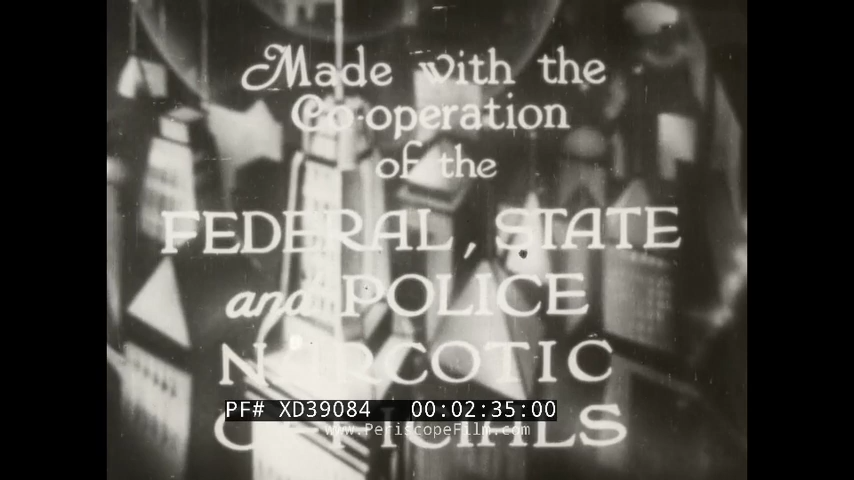 Made with the
Co-operation
of the
FEDERAL, STATE
and POLICE
NARCOTIC
OFFICIALS
PF# XD39084 00:02:35:00
www.PeriscopeFilm.com